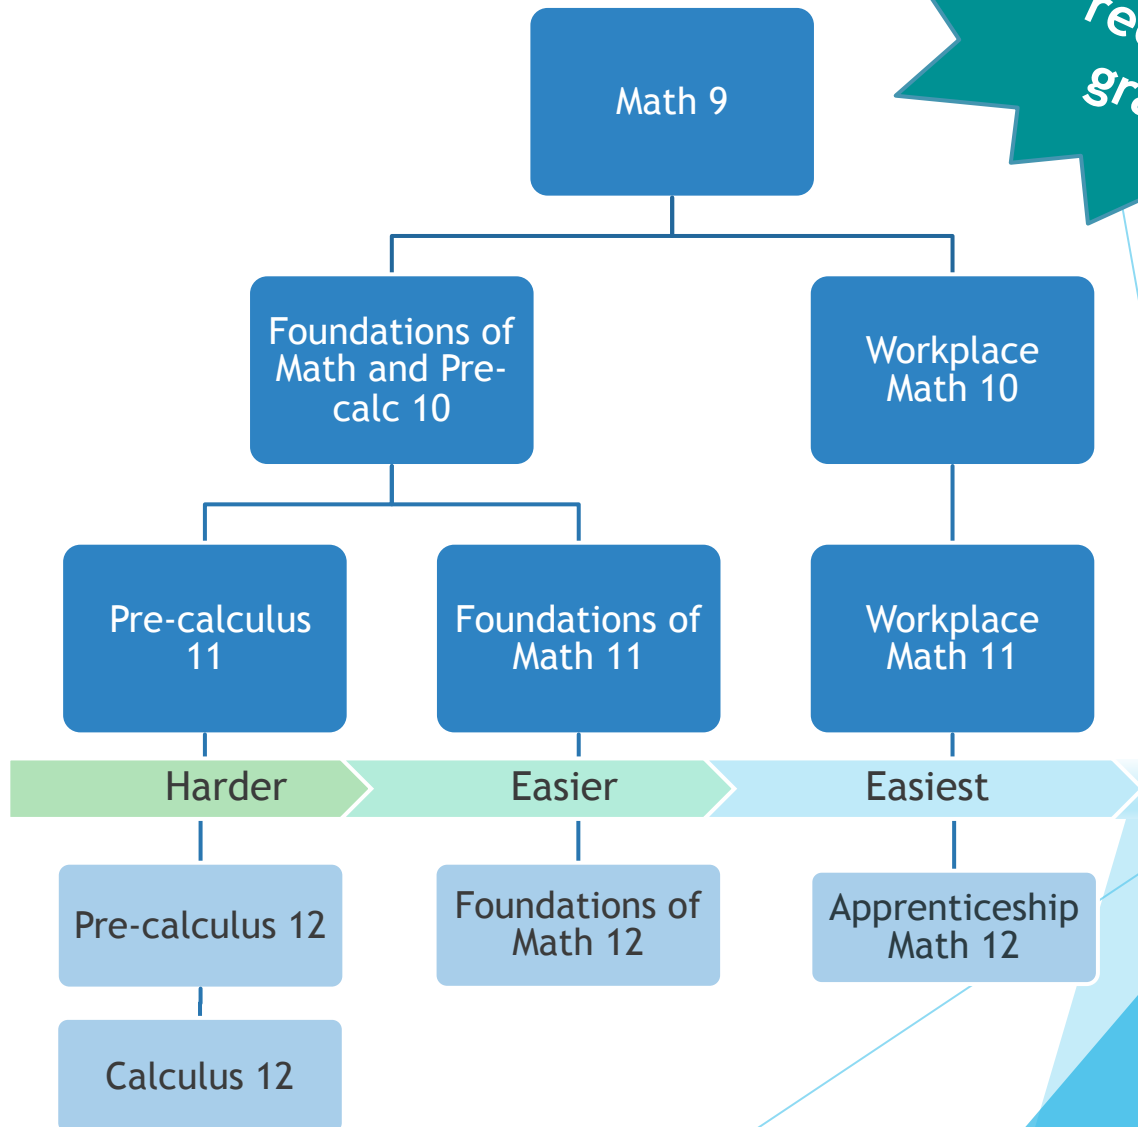 Math 9
Foundations of
Math and Pre-
calc 10
Workplace
Math 10
Pre-calculus
11
Foundations of
Math 11
Workplace
Math 11
Harder
Easier
Easiest
Pre-calculus 12
Foundations of
Math 12
Apprenticeship
Math 12
Calculus 12